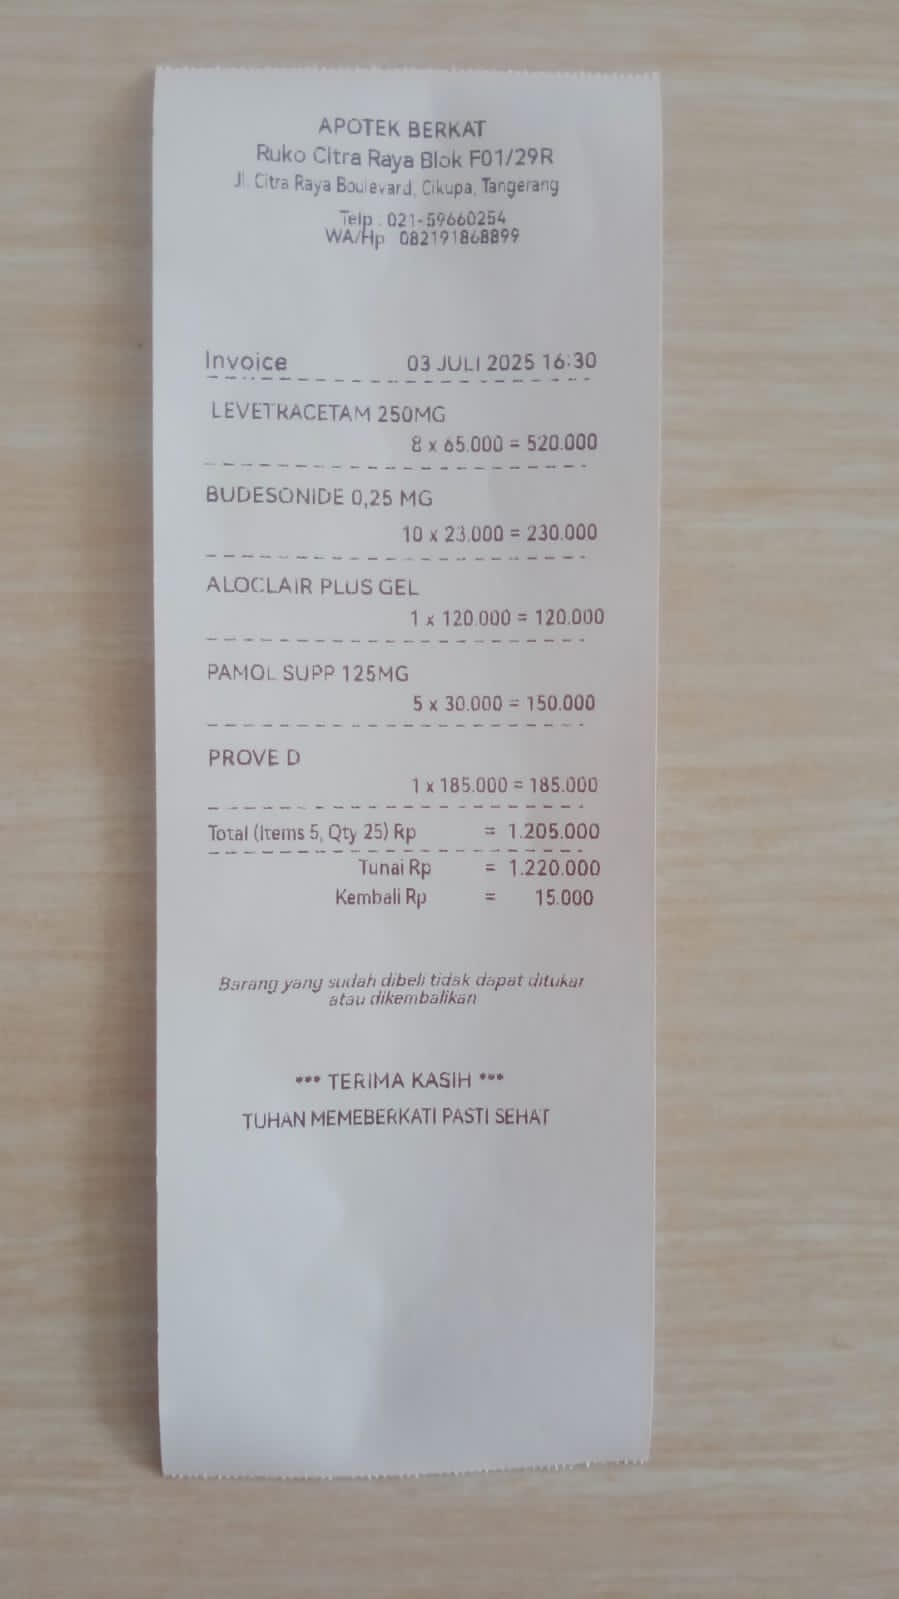 APOTEK BERKAT
Ruko Citra Raya Blok F01/29R
Jl. Citra Raya Boulevard, Cikupa, Tangerang
Telp : 021-59660254
WA/Hp 082191868899
Invoice 03 JULI 2025 16:30
LEVETRACETAM 250MG
8 x 65.000 = 520.000
BUDESONIDE 0,25 MG
10 x 23.000 = 230.000
ALOCLAIR PLUS GEL
1 x 120.000 = 120.000
PAMOL SUPP 125MG
5 x 30.000 = 150.000
PROVE D
1 x 185.000 = 185.000
Total (Items 5, Qty 25) Rp = 1.205.000
Tunai Rp = 1.220.000
Kembali Rp = 15.000
Barang yang sudah dibeli tidak dapat ditukar
atau dikembalikan
*** TERIMA KASIH ***
TUHAN MEMEBERKATI PASTI SEHAT